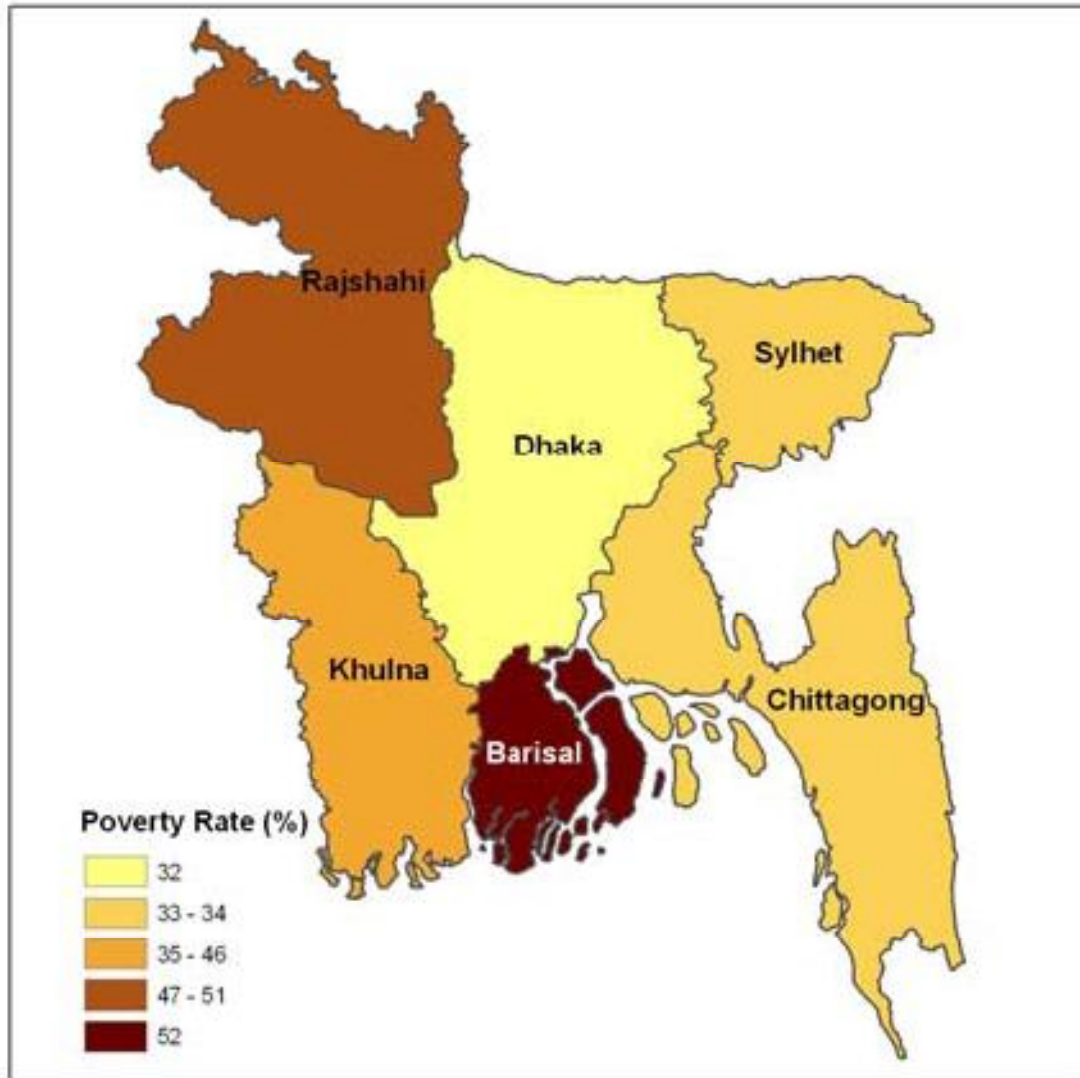 Rajshahi
Sylhet
Dhaka
Khulna
Chittagong
Barisal
Poverty Rate (%)
32
33 - 34
35 - 46
47 - 51
52